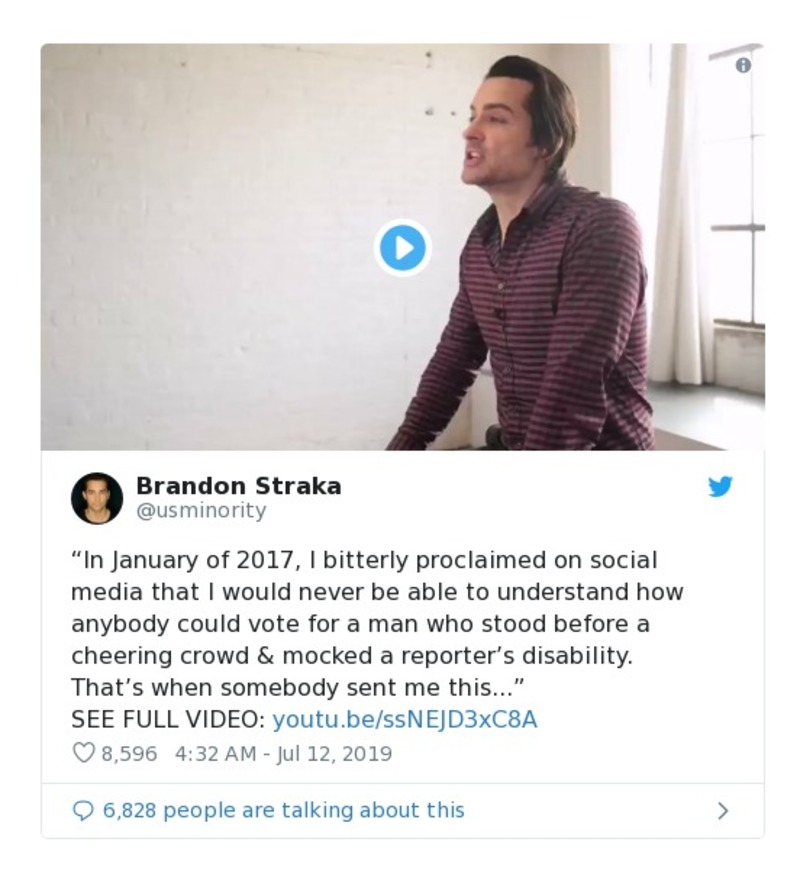 Brandon Straka
@usminority
“In January of 2017, I bitterly proclaimed on social
media that I would never be able to understand how
anybody could vote for a man who stood before a
cheering crowd & mocked a reporter’s disability.
That’s when somebody sent me this...”
SEE FULL VIDEO: youtu.be/ssNEJD3xC8A
8,596 4:32 AM - Jul 12, 2019
6,828 people are talking about this